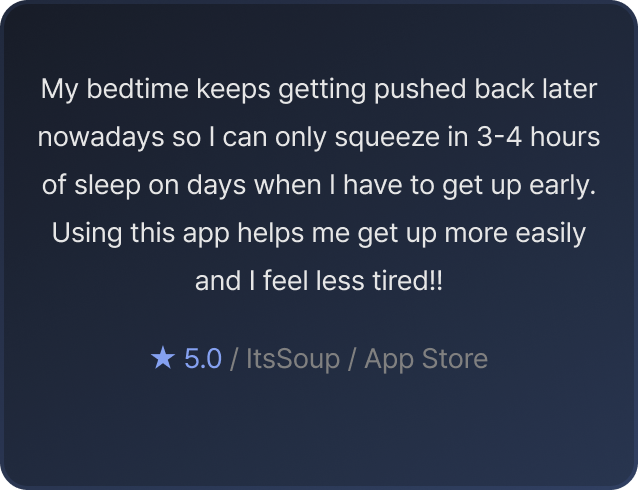 My bedtime keeps getting pushed back later
nowadays so I can only squeeze in 3-4 hours
of sleep on days when I have to get up early.
Using this app helps me get up more easily
and I feel less tired!!
★ 5.0 / ItsSoup / App Store